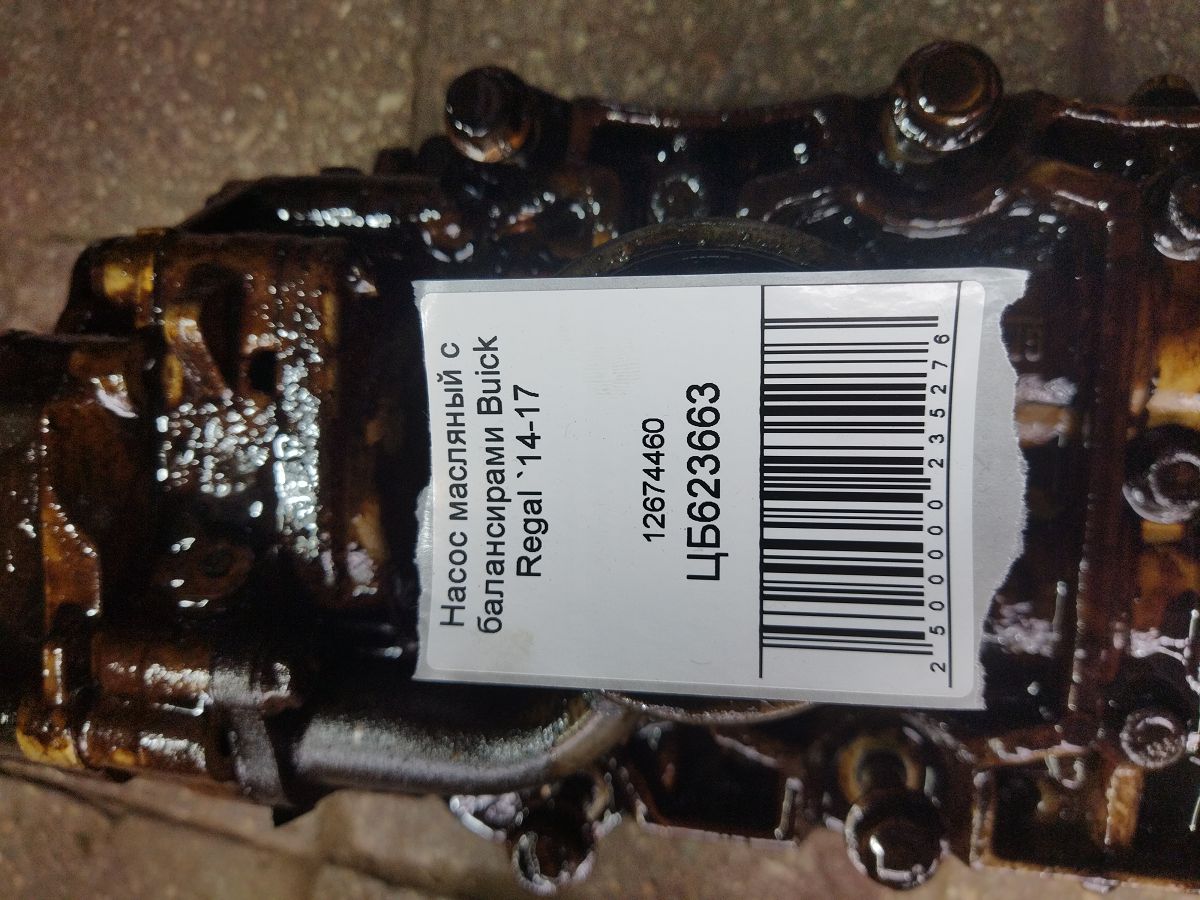 Насос масляный с
балансирами Buick
Regal `14-17
12674460
ЦБ623663
2500000235276